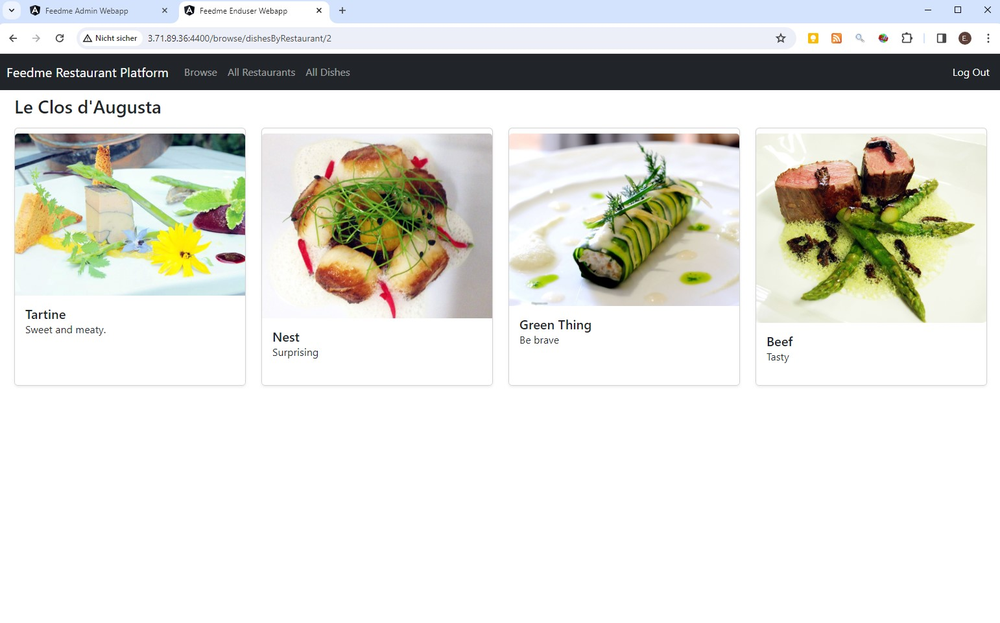 Feedme Admin Webapp
Feedme Enduser Webapp
Nicht sicher
3.71.89.36:4400/browse/dishesByRestaurant/2
E.
Feedme Restaurant Platform
Browse
All Restaurants
All Dishes
Log Out
Le Clos d'Augusta
Tartine
Sweet and meaty.
Nest
Surprising
Green Thing
Be brave
Beef
Tasty